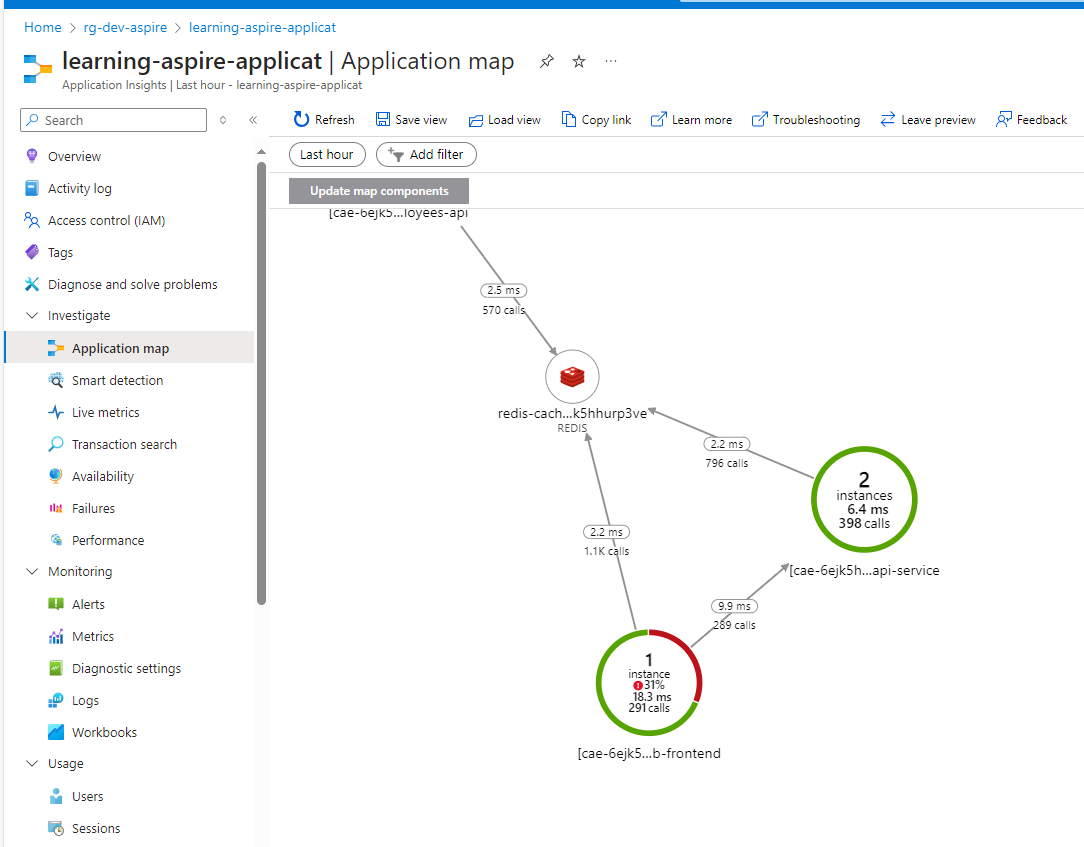 Home > rg-dev-aspire > learning-aspire-applicat
learning-aspire-applicat | Application map
Application Insights | Last hour - learning-aspire-applicat
Search
Refresh
Save view
Load view
Copy link
Learn more
Troubleshooting
Leave preview
Feedback
Overview
Activity log
Access control (IAM)
Tags
Diagnose and solve problems
Investigate
Application map
Smart detection
Live metrics
Transaction search
Availability
Failures
Performance
Monitoring
Alerts
Metrics
Diagnostic settings
Logs
Workbooks
Usage
Users
Sessions
Last hour
Add filter
Update map components
[cae-6ejk5...loyees-api
2.5 ms
570 calls
redis-cach...k5hhurp3ve
REDIS
2.2 ms
796 calls
2
instances
6.4 ms
398 calls
[cae-6ejk5h...api-service
2.2 ms
1.1K calls
9.9 ms
289 calls
1
instance
31%
18.3 ms
291 calls
[cae-6ejk5...b-frontend